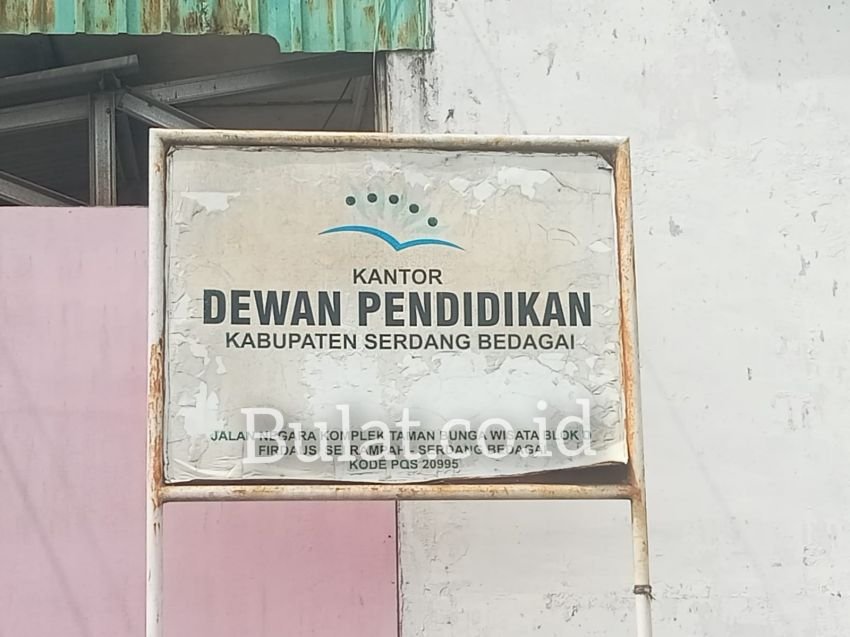 KANTOR
DEWAN PENDIDIKAN
KABUPATEN SERDANG BEDAGAI
JALAN NEGARA KOMPLEK TAMAN BUNGA WISATA BLOK D
FIRDAUS SEI RAMPAH SERDANG BEDAGAI
KODE POS 20995
Bulat.co.id